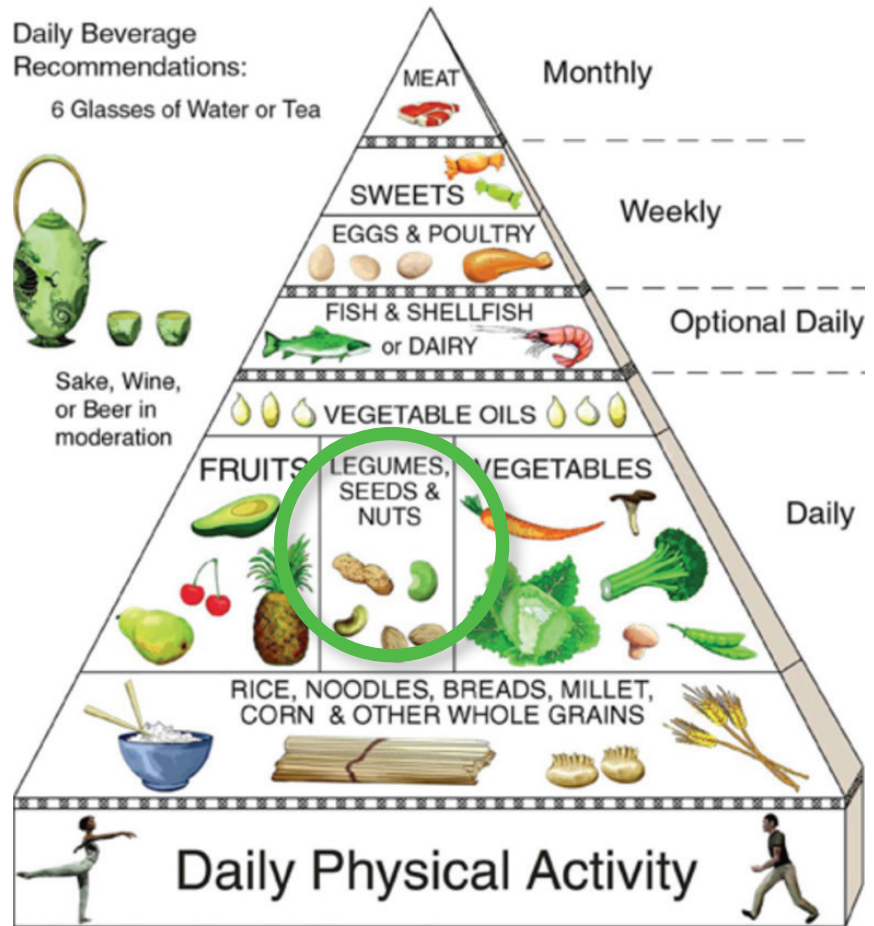 Daily Beverage
Recommendations:
6 Glasses of Water or Tea
Sake, Wine,
or Beer in
moderation
MEAT
Monthly
SWEETS
Weekly
EGGS & POULTRY
FISH & SHELLFISH
or DAIRY
Optional Daily
VEGETABLE OILS
FRUITS
LEGUMES,
SEEDS &
NUTS
VEGETABLES
Daily
RICE, NOODLES, BREADS, MILLET,
CORN & OTHER WHOLE GRAINS
Daily Physical Activity